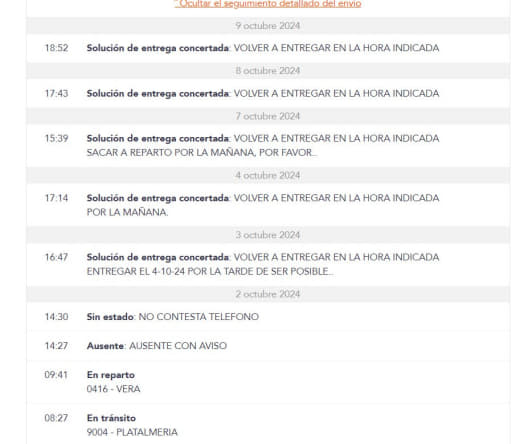 ^Ocultar el seguimiento detallado del envío
9 octubre 2024
18:52 Solución de entrega concertada: VOLVER A ENTREGAR EN LA HORA INDICADA
8 octubre 2024
17:43 Solución de entrega concertada: VOLVER A ENTREGAR EN LA HORA INDICADA
7 octubre 2024
15:39 Solución de entrega concertada: VOLVER A ENTREGAR EN LA HORA INDICADA
SACAR A REPARTO POR LA MAÑANA, POR FAVOR..
4 octubre 2024
17:14 Solución de entrega concertada: VOLVER A ENTREGAR EN LA HORA INDICADA
POR LA MAÑANA.
3 octubre 2024
16:47 Solución de entrega concertada: VOLVER A ENTREGAR EN LA HORA INDICADA
ENTREGAR EL 4-10-24 POR LA TARDE DE SER POSIBLE..
2 octubre 2024
14:30 Sin estado: NO CONTESTA TELEFONO
14:27 Ausente: AUSENTE CON AVISO
09:41 En reparto
0416 - VERA
08:27 En tránsito
9004 - PLATALMERIA